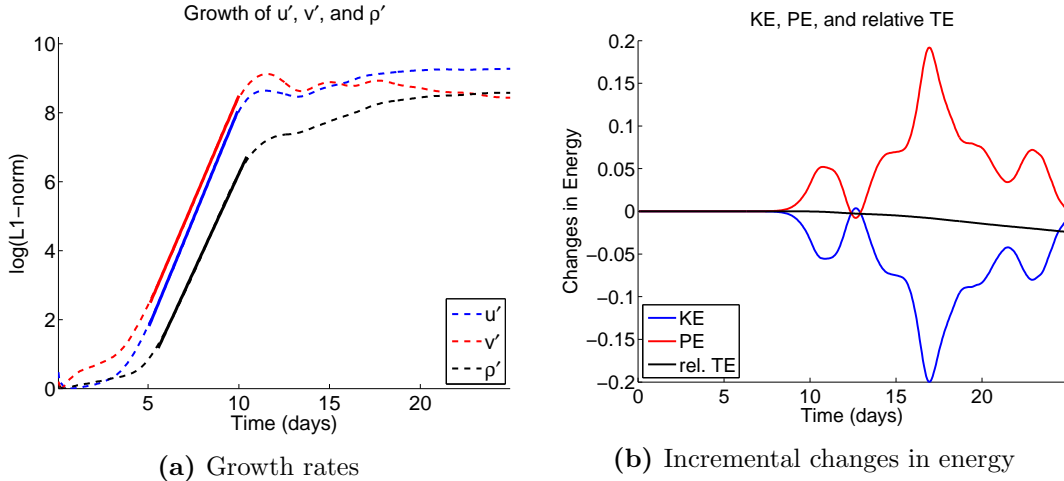 Growth of u′, v′, and ρ′
10
8
6
4
2
0
log(L1−norm)
5
10
15
20
Time (days)
u′
v′
ρ′
(a) Growth rates
KE, PE, and relative TE
0.2
0.15
0.1
0.05
0
−0.05
−0.1
−0.15
−0.2
Changes in Energy
0
5
10
15
20
Time (days)
KE
PE
rel. TE
(b) Incremental changes in energy